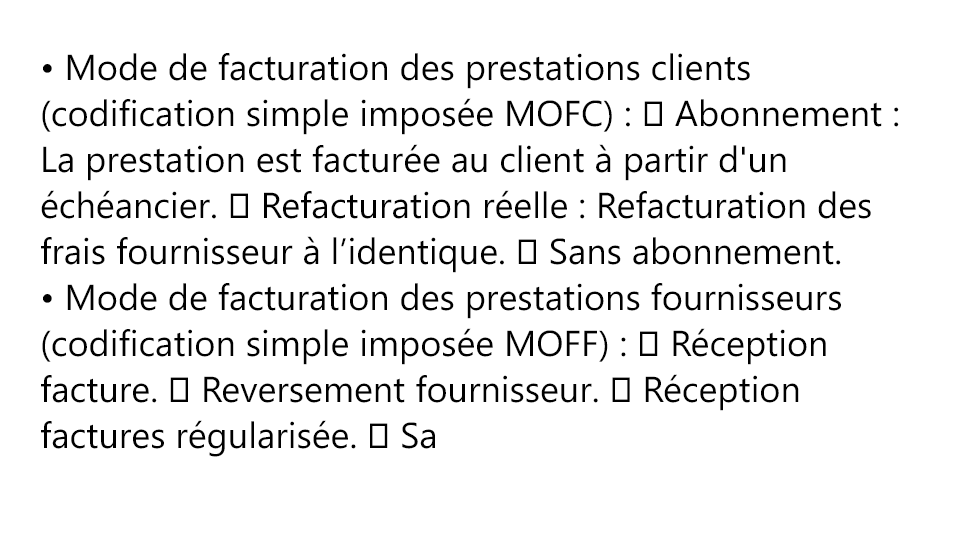 • Mode de facturation des prestations clients
(codification simple imposée MOFC) :  Abonnement :
La prestation est facturée au client à partir d'un
échéancier.  Refacturation réelle : Refacturation des
frais fournisseur à l’identique.  Sans abonnement.
• Mode de facturation des prestations fournisseurs
(codification simple imposée MOFF) :  Réception
facture.  Reversement fournisseur.  Réception
factures régularisée.  Sa